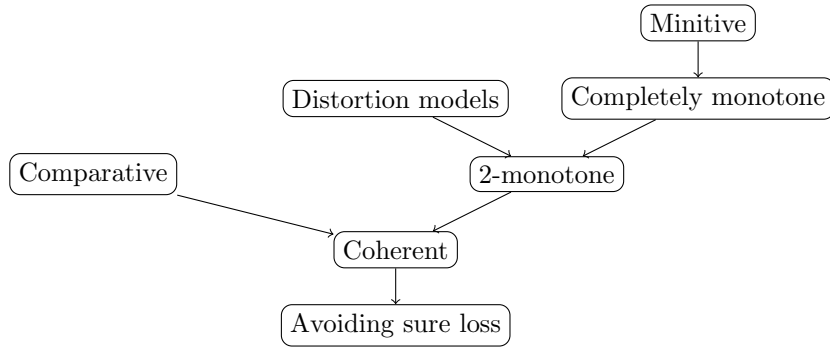 Minitive
Distortion models
Completely monotone
Comparative
2-monotone
Coherent
Avoiding sure loss